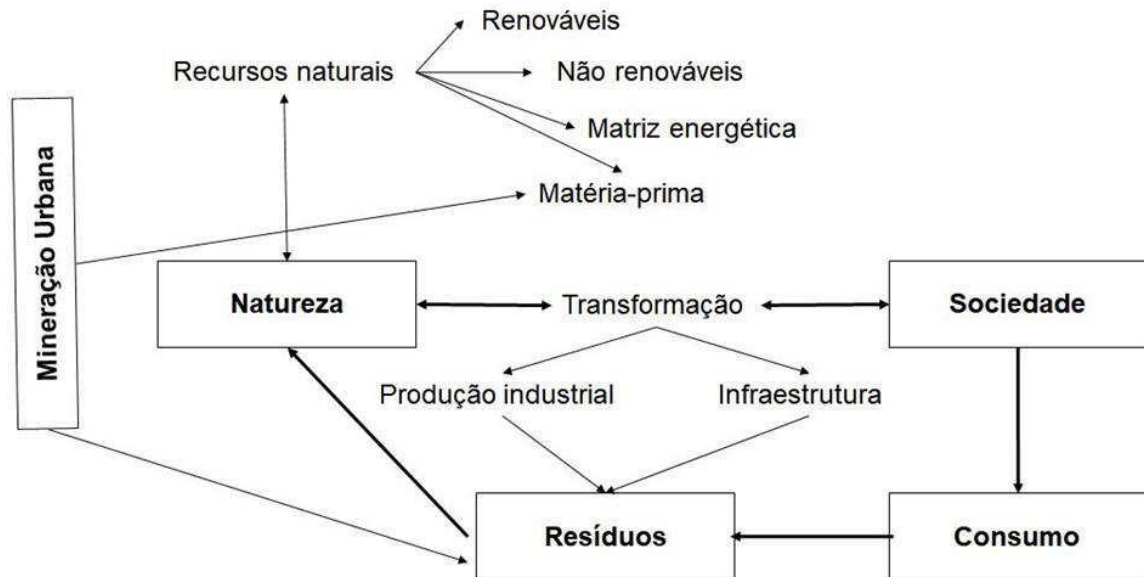 Renováveis
Recursos naturais
Não renováveis
Matriz energética
Matéria-prima
Mineração Urbana
Natureza
Transformação
Sociedade
Produção industrial
Infraestrutura
Resíduos
Consumo